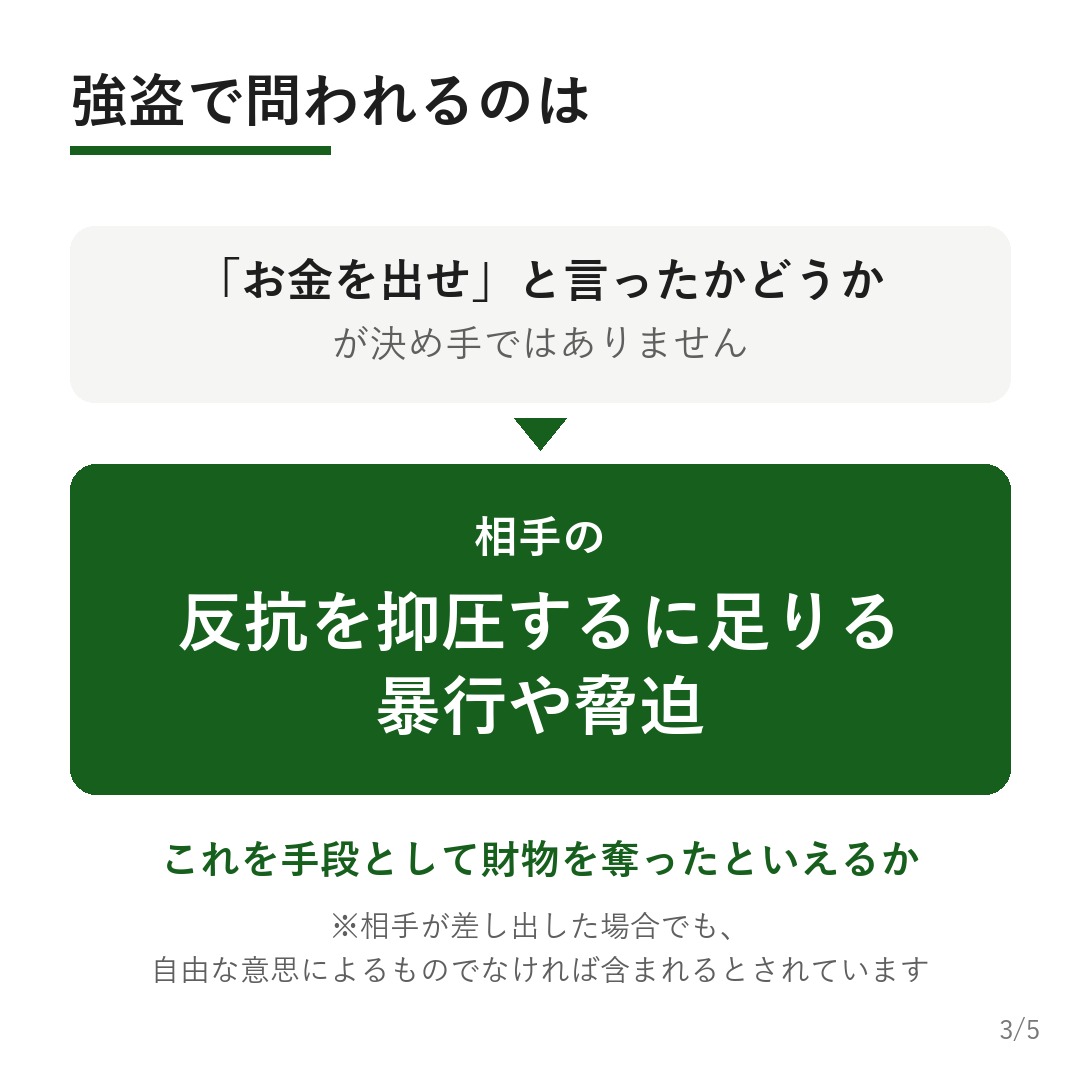 強盗で問われるのは
「お金を出せ」と言ったかどうか
が決め手ではありません
相手の
反抗を抑圧するに足りる
暴行や脅迫
これを手段として財物を奪ったといえるか
※相手が差し出した場合でも、
自由な意思によるものでなければ含まれるとされています
3/5